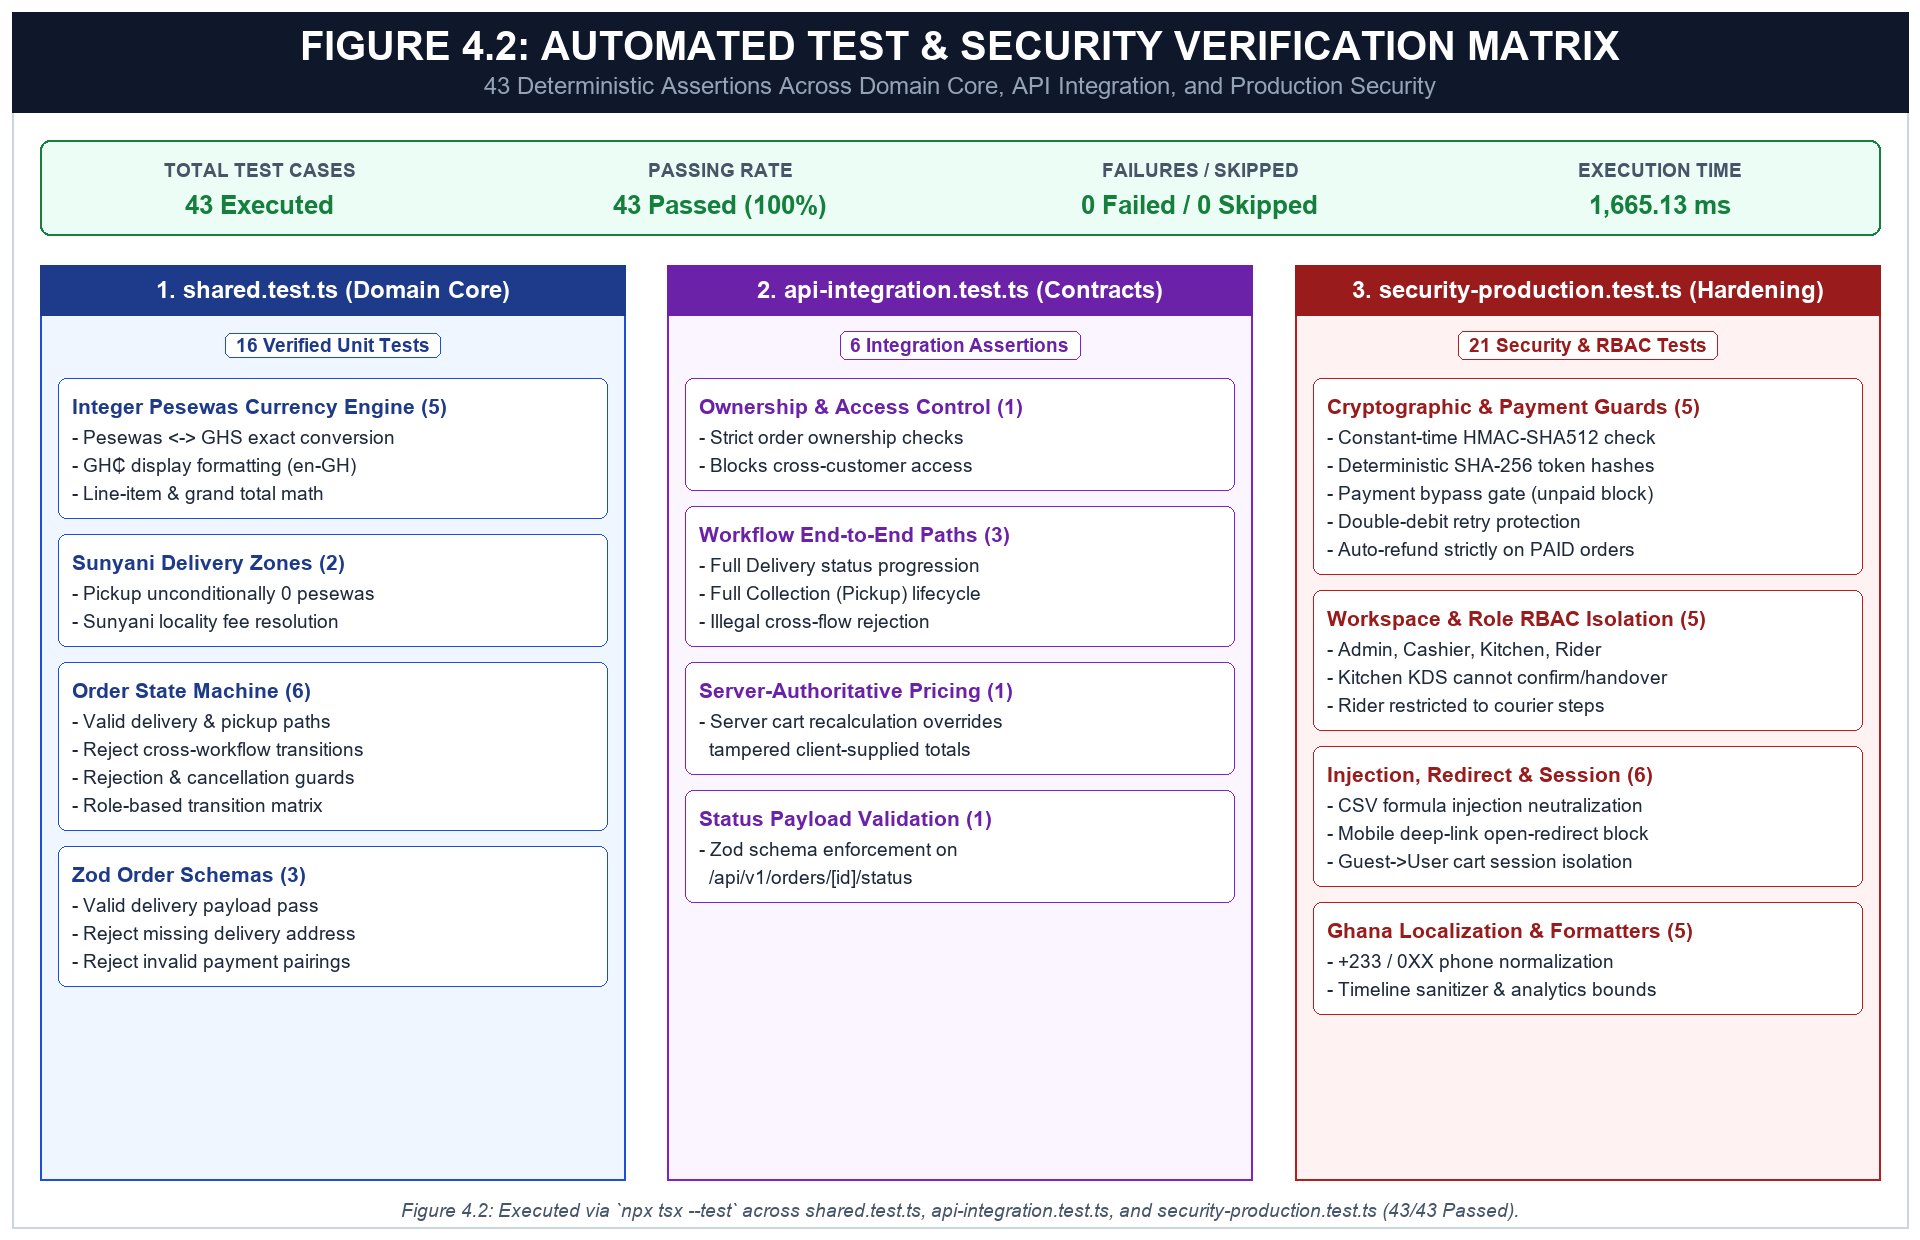 FIGURE 4.2: AUTOMATED TEST & SECURITY VERIFICATION MATRIX
43 Deterministic Assertions Across Domain Core, API Integration, and Production Security
TOTAL TEST CASES
43 Executed
PASSING RATE
43 Passed (100%)
FAILURES / SKIPPED
0 Failed / 0 Skipped
EXECUTION TIME
1,665.13 ms
1. shared.test.ts (Domain Core)
16 Verified Unit Tests
Integer Pesewas Currency Engine (5)
- Pesewas <-> GHS exact conversion
- GH₵ display formatting (en-GH)
- Line-item & grand total math
Sunyani Delivery Zones (2)
- Pickup unconditionally 0 pesewas
- Sunyani locality fee resolution
Order State Machine (6)
- Valid delivery & pickup paths
- Reject cross-workflow transitions
- Rejection & cancellation guards
- Role-based transition matrix
Zod Order Schemas (3)
- Valid delivery payload pass
- Reject missing delivery address
- Reject invalid payment pairings
2. api-integration.test.ts (Contracts)
6 Integration Assertions
Ownership & Access Control (1)
- Strict order ownership checks
- Blocks cross-customer access
Workflow End-to-End Paths (3)
- Full Delivery status progression
- Full Collection (Pickup) lifecycle
- Illegal cross-flow rejection
Server-Authoritative Pricing (1)
- Server cart recalculation overrides
tampered client-supplied totals
Status Payload Validation (1)
- Zod schema enforcement on
/api/v1/orders/[id]/status
3. security-production.test.ts (Hardening)
21 Security & RBAC Tests
Cryptographic & Payment Guards (5)
- Constant-time HMAC-SHA512 check
- Deterministic SHA-256 token hashes
- Payment bypass gate (unpaid block)
- Double-debit retry protection
- Auto-refund strictly on PAID orders
Workspace & Role RBAC Isolation (5)
- Admin, Cashier, Kitchen, Rider
- Kitchen KDS cannot confirm/handover
- Rider restricted to courier steps
Injection, Redirect & Session (6)
- CSV formula injection neutralization
- Mobile deep-link open-redirect block
- Guest->User cart session isolation
Ghana Localization & Formatters (5)
- +233 / 0XX phone normalization
- Timeline sanitizer & analytics bounds
Figure 4.2: Executed via `npx tsx --test` across shared.test.ts, api-integration.test.ts, and security-production.test.ts (43/43 Passed).